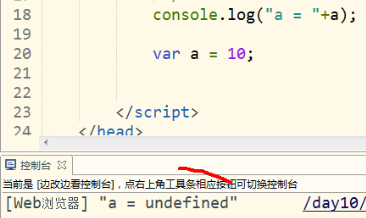 18 console.log("a = "+a);
19
20 var a = 10;
21
22
23 </script>
24 </head>
控制台
当前是 [边改边看控制台]，点右上角工具条相应按钮可切换控制台
[Web浏览器] "a = undefined" /day10/